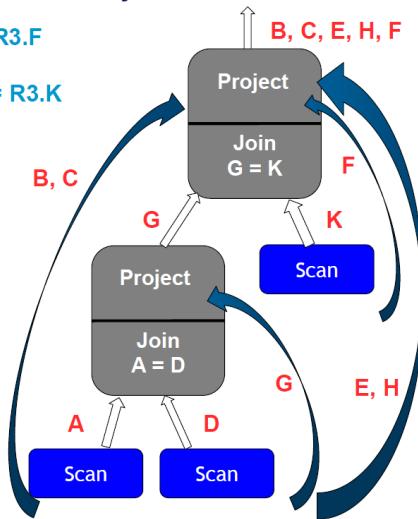 R3.F
B, C, E, H, F
= R3.K
Project
Join
G = K
B, C
F
G
K
Scan
Project
Join
A = D
A
D
G
E, H
Scan
Scan